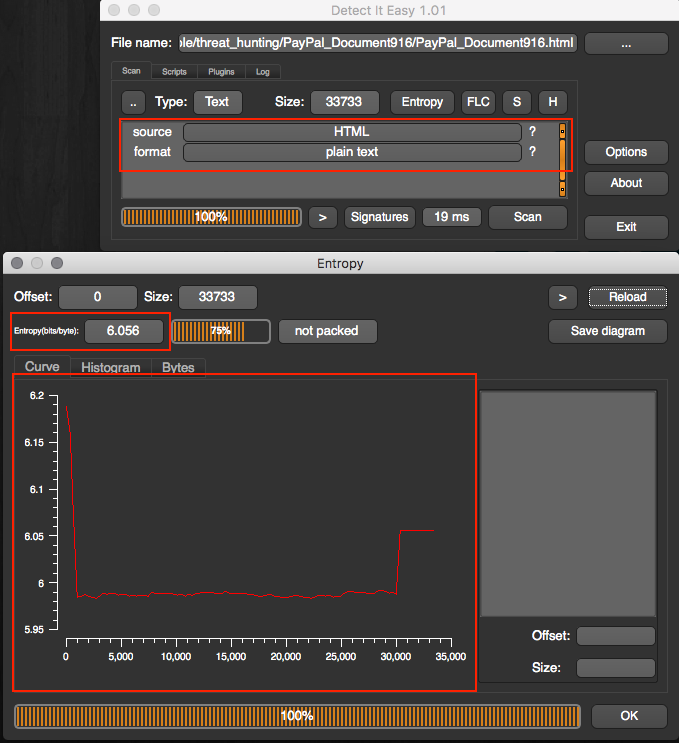 Detect It Easy 1.01
File name: ple/threat_hunting/PayPal_Document916/PayPal_Document916.html ...
Scan Scripts Plugins Log
.. Type: Text Size: 33733 Entropy FLC S H
source HTML ?
format plain text ?
Options
About
100% > Signatures 19 ms Scan
Exit
Entropy
Offset: 0 Size: 33733 > Reload
Entropy(bits/byte): 6.056 75% not packed Save diagram
Curve Histogram Bytes
6.2
6.15
6.1
6.05
6
5.95
0 5,000 10,000 15,000 20,000 25,000 30,000 35,000
Offset:
Size:
100% OK